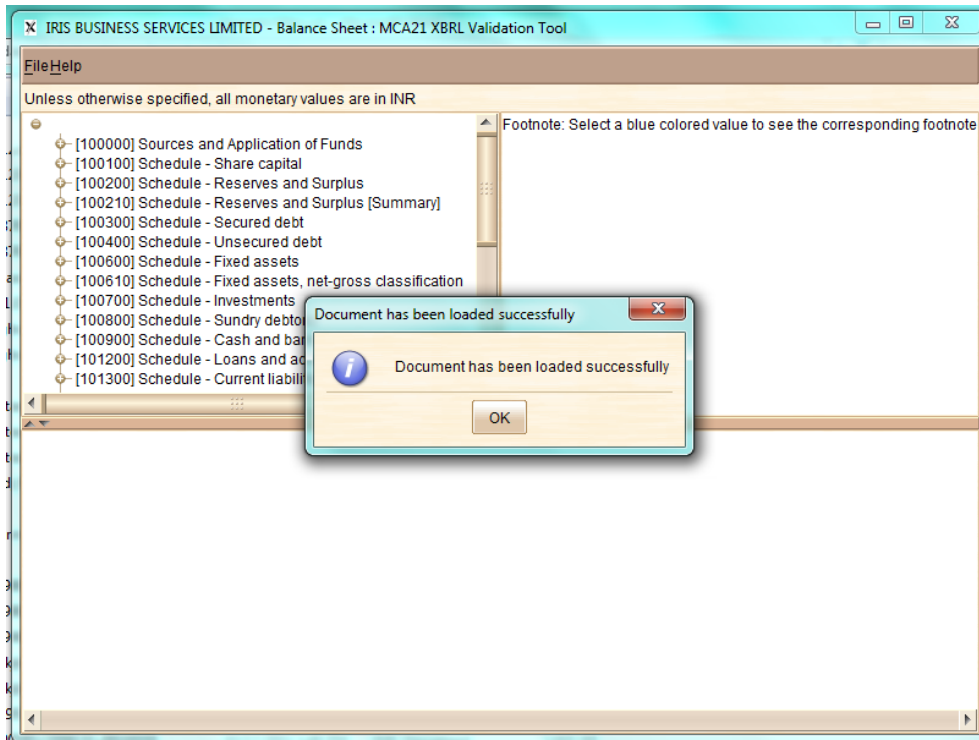 IRIS BUSINESS SERVICES LIMITED - Balance Sheet : MCA21 XBRL Validation Tool
FileHelp
Unless otherwise specified, all monetary values are in INR
[100000] Sources and Application of Funds
[100100] Schedule - Share capital
[100200] Schedule - Reserves and Surplus
[100210] Schedule - Reserves and Surplus [Summary]
[100300] Schedule - Secured debt
[100400] Schedule - Unsecured debt
[100600] Schedule - Fixed assets
[100610] Schedule - Fixed assets, net-gross classification
[100700] Schedule - Investments
[100800] Schedule - Sundry debto
[100900] Schedule - Cash and ba
[101200] Schedule - Loans and a
[101300] Schedule - Current liabili
Footnote: Select a blue colored value to see the corresponding footnote
Document has been loaded successfully
Document has been loaded successfully
OK